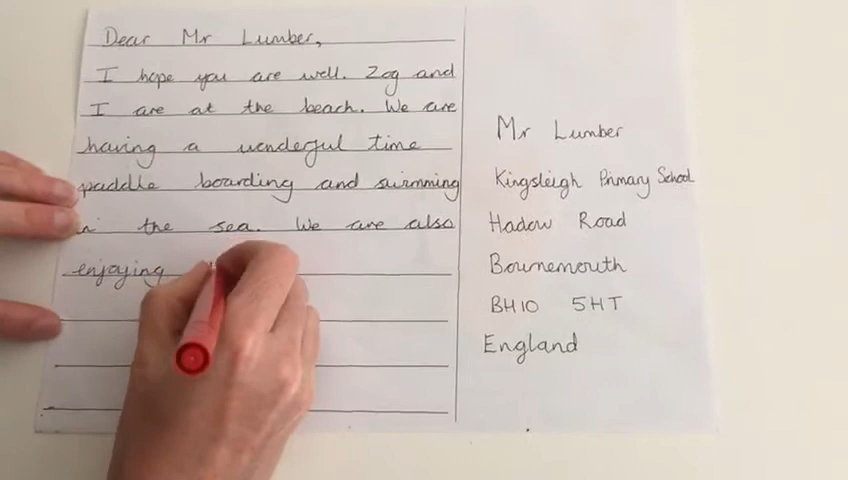 Dear Mr Lumber,
I hope you are well. Zog and
I are at the beach. We are
having a wonderful time
paddle boarding and swimming
in the sea. We are also
enjoying
Mr Lumber
Kingsleigh Primary School
Hadow Road
Bournemouth
BH10 5HT
England